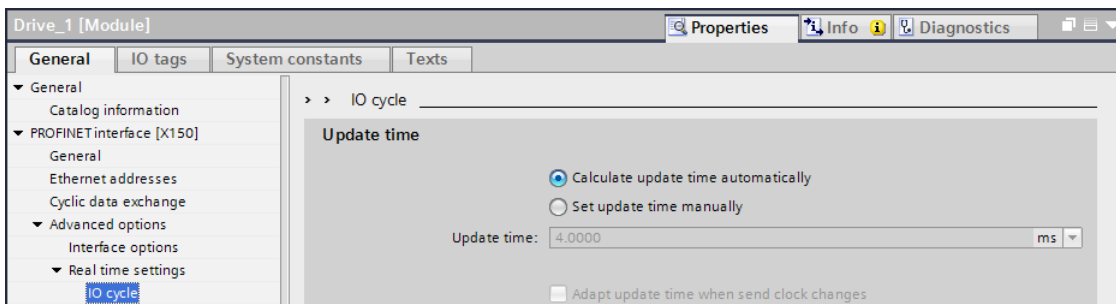 Drive_1 [Module]
Properties
Info
Diagnostics
General
IO tags
System constants
Texts
General
Catalog information
PROFINET interface [X150]
General
Ethernet addresses
Cyclic data exchange
Advanced options
Interface options
Real time settings
IO cycle
> > IO cycle
Update time
Calculate update time automatically
Set update time manually
Update time: 4.0000 ms
Adapt update time when send clock changes